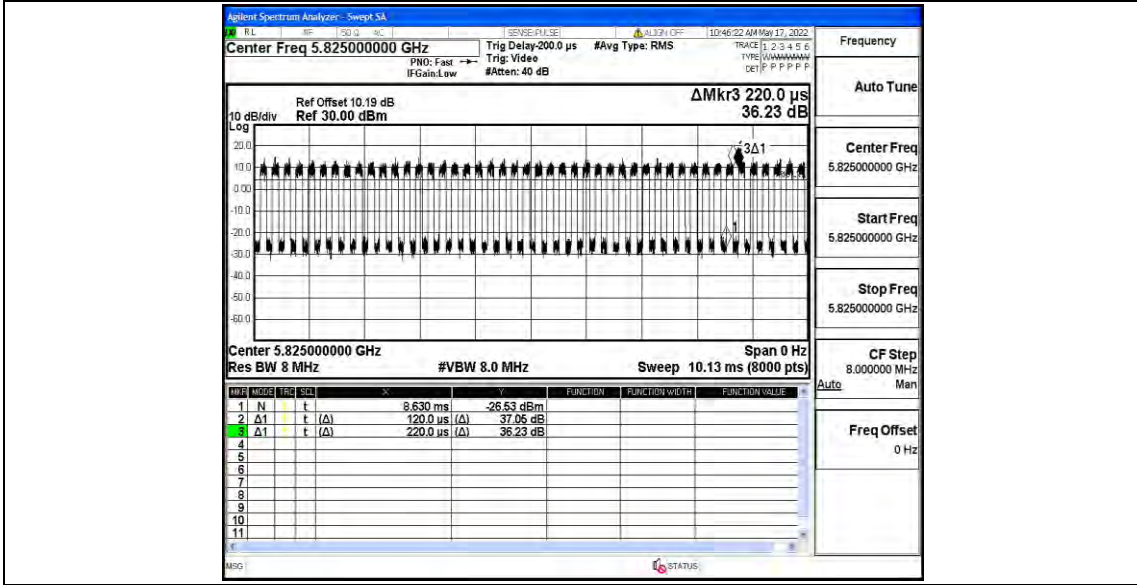 Agilent Spectrum Analyzer - Swept SA
RL RF 50 Ω AC SENSE:PULSE ALIGN OFF 10:46:22 AM May 17, 2022
Center Freq 5.825000000 GHz
PNO: Fast
IFGain:Low
Trig Delay-200.0 µs
Trig: Video
#Atten: 40 dB
#Avg Type: RMS
TRACE 1 2 3 4 5 6
TYPE WWWWWW
DET P P P P P P
Ref Offset 10.19 dB
10 dB/div Ref 30.00 dBm
ΔMkr3 220.0 µs
36.23 dB
Log
20.0
10.0
0.00
-10.0
-20.0
-30.0
-40.0
-50.0
-60.0
3Δ1
1
Center 5.825000000 GHz Span 0 Hz
Res BW 8 MHz #VBW 8.0 MHz Sweep 10.13 ms (8000 pts)
MKR MODE TRC SCL X Y FUNCTION FUNCTION WIDTH FUNCTION VALUE
1 N t 8.630 ms -26.53 dBm
2 Δ1 t (Δ) 120.0 µs (Δ) 37.05 dB
3 Δ1 t (Δ) 220.0 µs (Δ) 36.23 dB
4
5
6
7
8
9
10
11
MSG STATUS
Frequency
Auto Tune
Center Freq
5.825000000 GHz
Start Freq
5.825000000 GHz
Stop Freq
5.825000000 GHz
CF Step
8.000000 MHz
Auto Man
Freq Offset
0 Hz